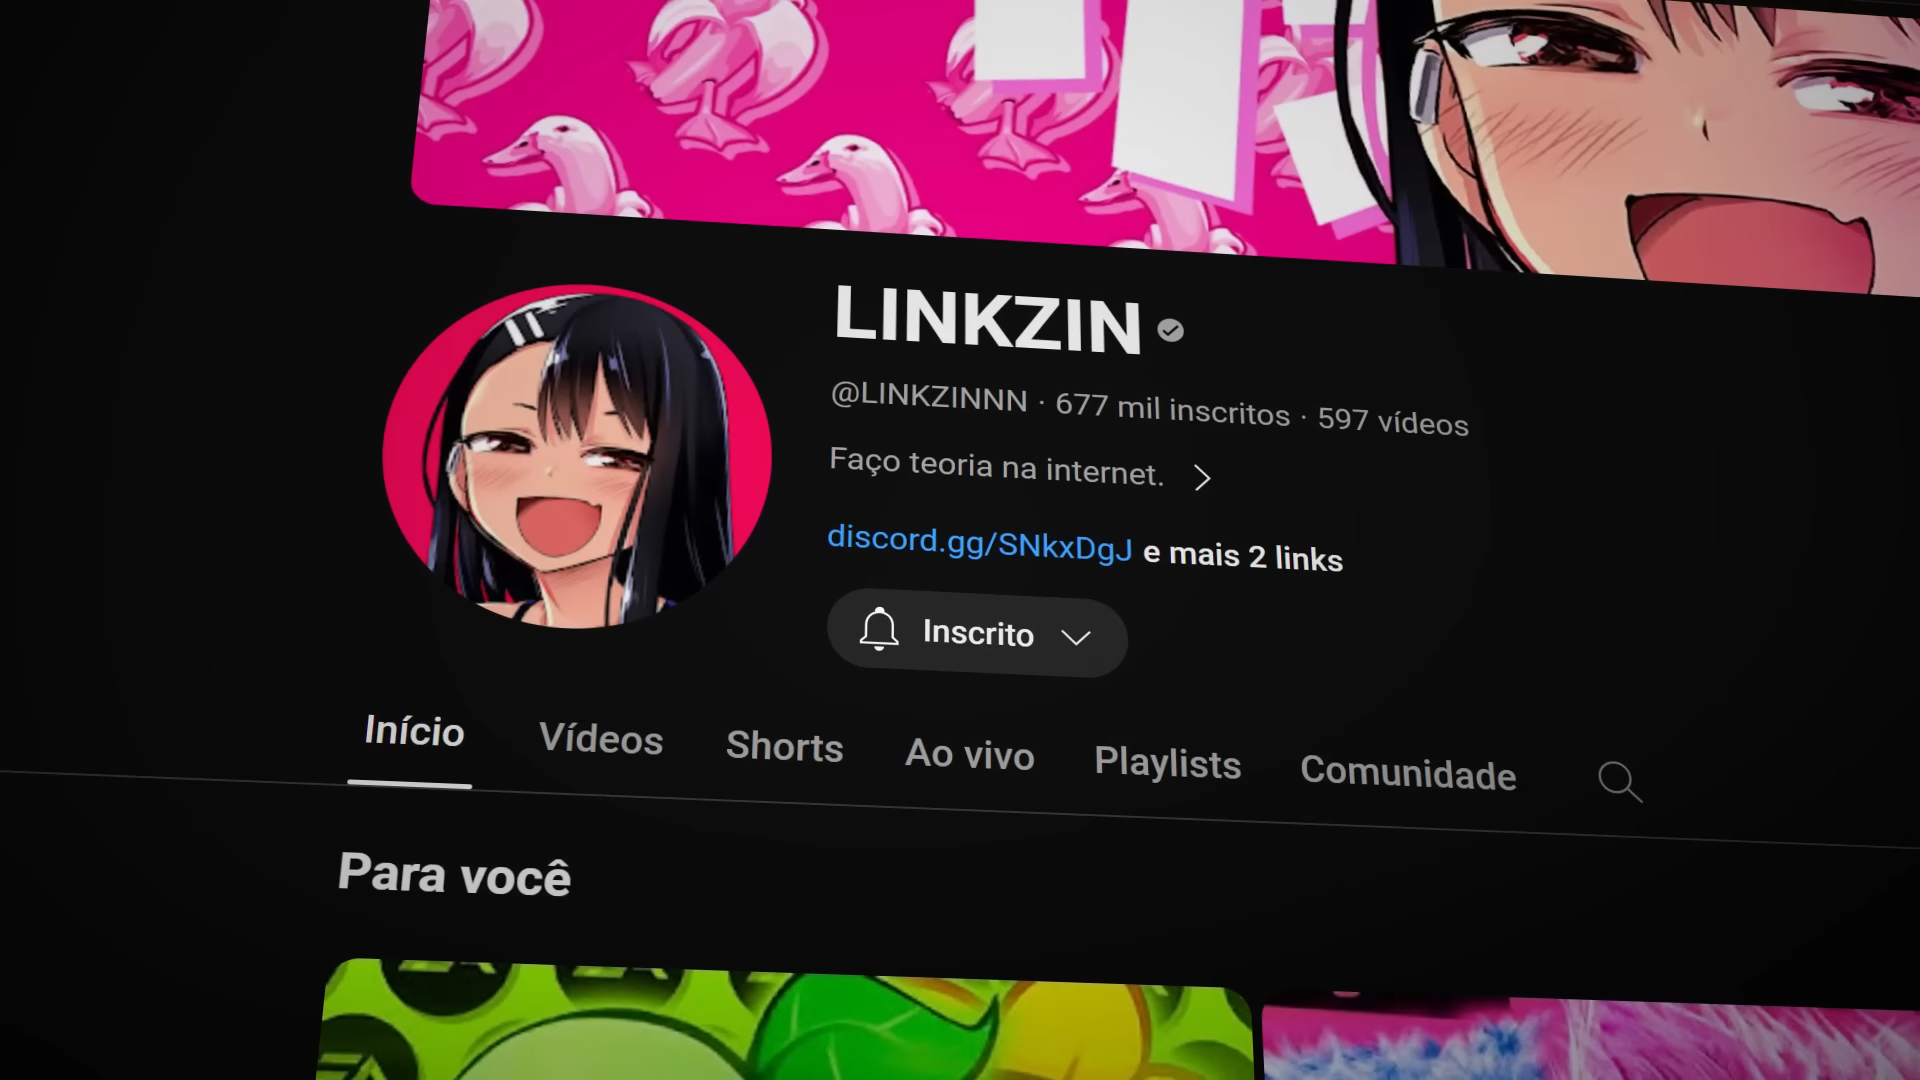 LINKZIN
@LINKZINNN · 677 mil inscritos · 597 vídeos
Faço teoria na internet.
discord.gg/SNkxDgJ e mais 2 links
Inscrito
Início Vídeos Shorts Ao vivo Playlists Comunidade
Para você